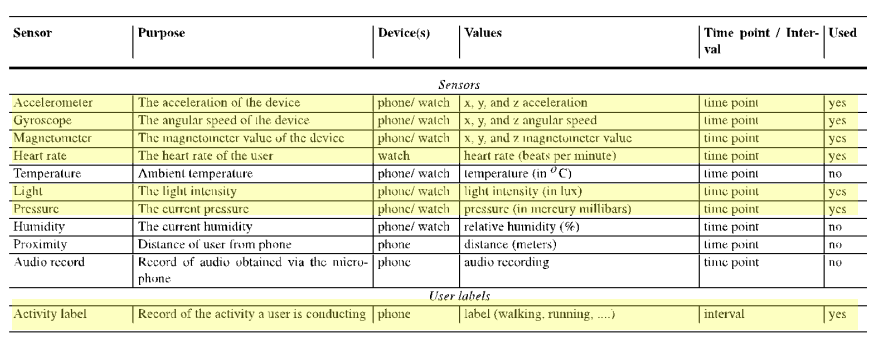 Sensor Purpose Device(s) Values Time point / Inter- Used
val
Sensors
Accelerometer The acceleration of the device phone/ watch x, y, and z acceleration time point yes
Gyroscope The angular speed of the device phone/ watch x, y, and z angular speed time point yes
Magnetometer The magnetometer value of the device phone/ watch x, y, and z magnetometer value time point yes
Heart rate The heart rate of the user watch heart rate (beats per minute) time point yes
Temperature Ambient temperature phone/ watch temperature (in °C) time point no
Light The light intensity phone/ watch light intensity (in lux) time point yes
Pressure The current pressure phone/ watch pressure (in mercury millibars) time point yes
Humidity The current humidity phone/ watch relative humidity (%) time point no
Proximity Distance of user from phone phone distance (meters) time point no
Audio record Record of audio obtained via the micro- phone audio recording time point no
phone
User labels
Activity label Record of the activity a user is conducting phone label (walking, running, ....) interval yes